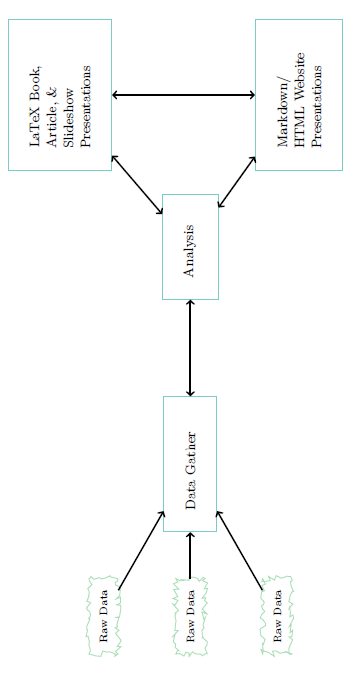 LaTeX Book,
Article, &
Slideshow
Presentations
Markdown/
HTML Website
Presentations
Analysis
Data Gather
Raw Data
Raw Data
Raw Data